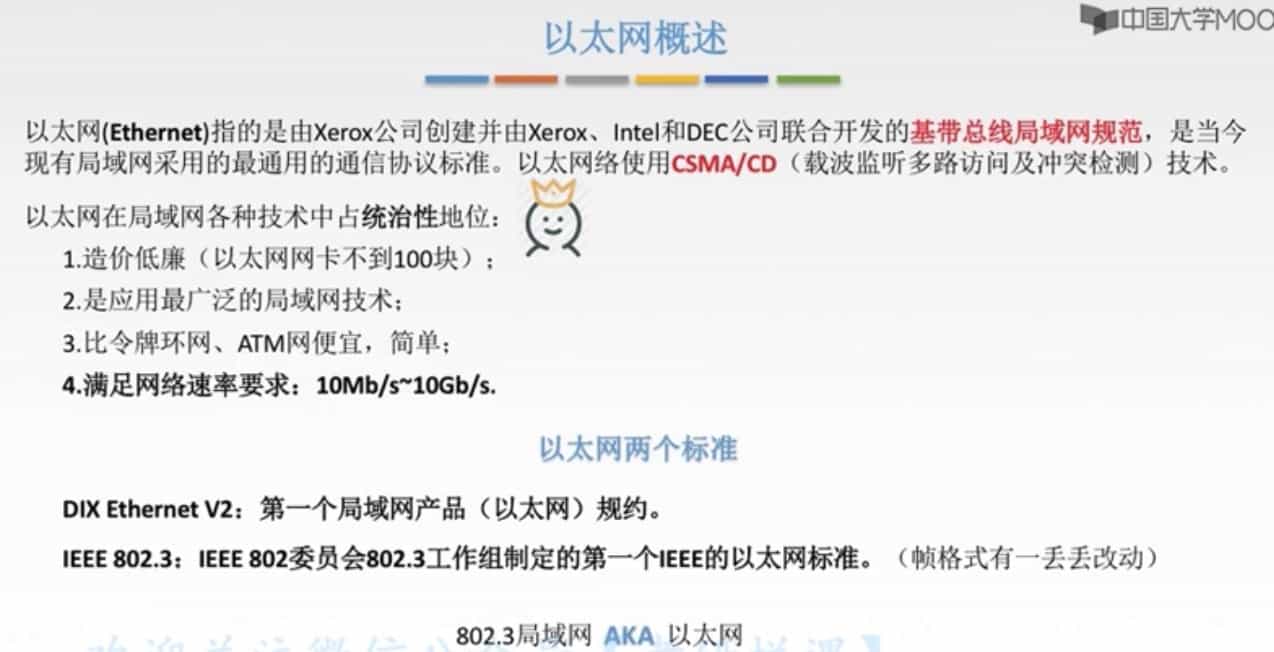 中国大学MOO
以太网概述
以太网(Ethernet)指的是由Xerox公司创建并由Xerox、Intel和DEC公司联合开发的基带总线局域网规范，是当今
现有局域网采用的最通用的通信协议标准。以太网络使用CSMA/CD（载波监听多路访问及冲突检测）技术。
以太网在局域网各种技术中占统治性地位：
1.造价低廉（以太网网卡不到100块）；
2.是应用最广泛的局域网技术；
3.比令牌环网、ATM网便宜，简单；
4.满足网络速率要求：10Mb/s~10Gb/s.
以太网两个标准
DIX Ethernet V2：第一个局域网产品（以太网）规约。
IEEE 802.3：IEEE 802委员会802.3工作组制定的第一个IEEE的以太网标准。（帧格式有一丢丢改动）
802.3局域网 AKA 以太网